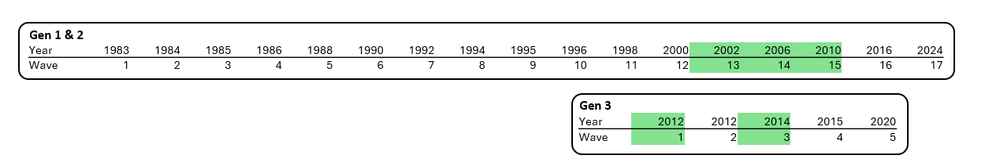 Gen 1 & 2
Year 1983 1984 1985 1986 1988 1990 1992 1994 1995 1996 1998 2000 2002 2006 2010 2016 2024
Wave 1 2 3 4 5 6 7 8 9 10 11 12 13 14 15 16 17
Gen 3
Year 2012 2012 2014 2015 2020
Wave 1 2 3 4 5